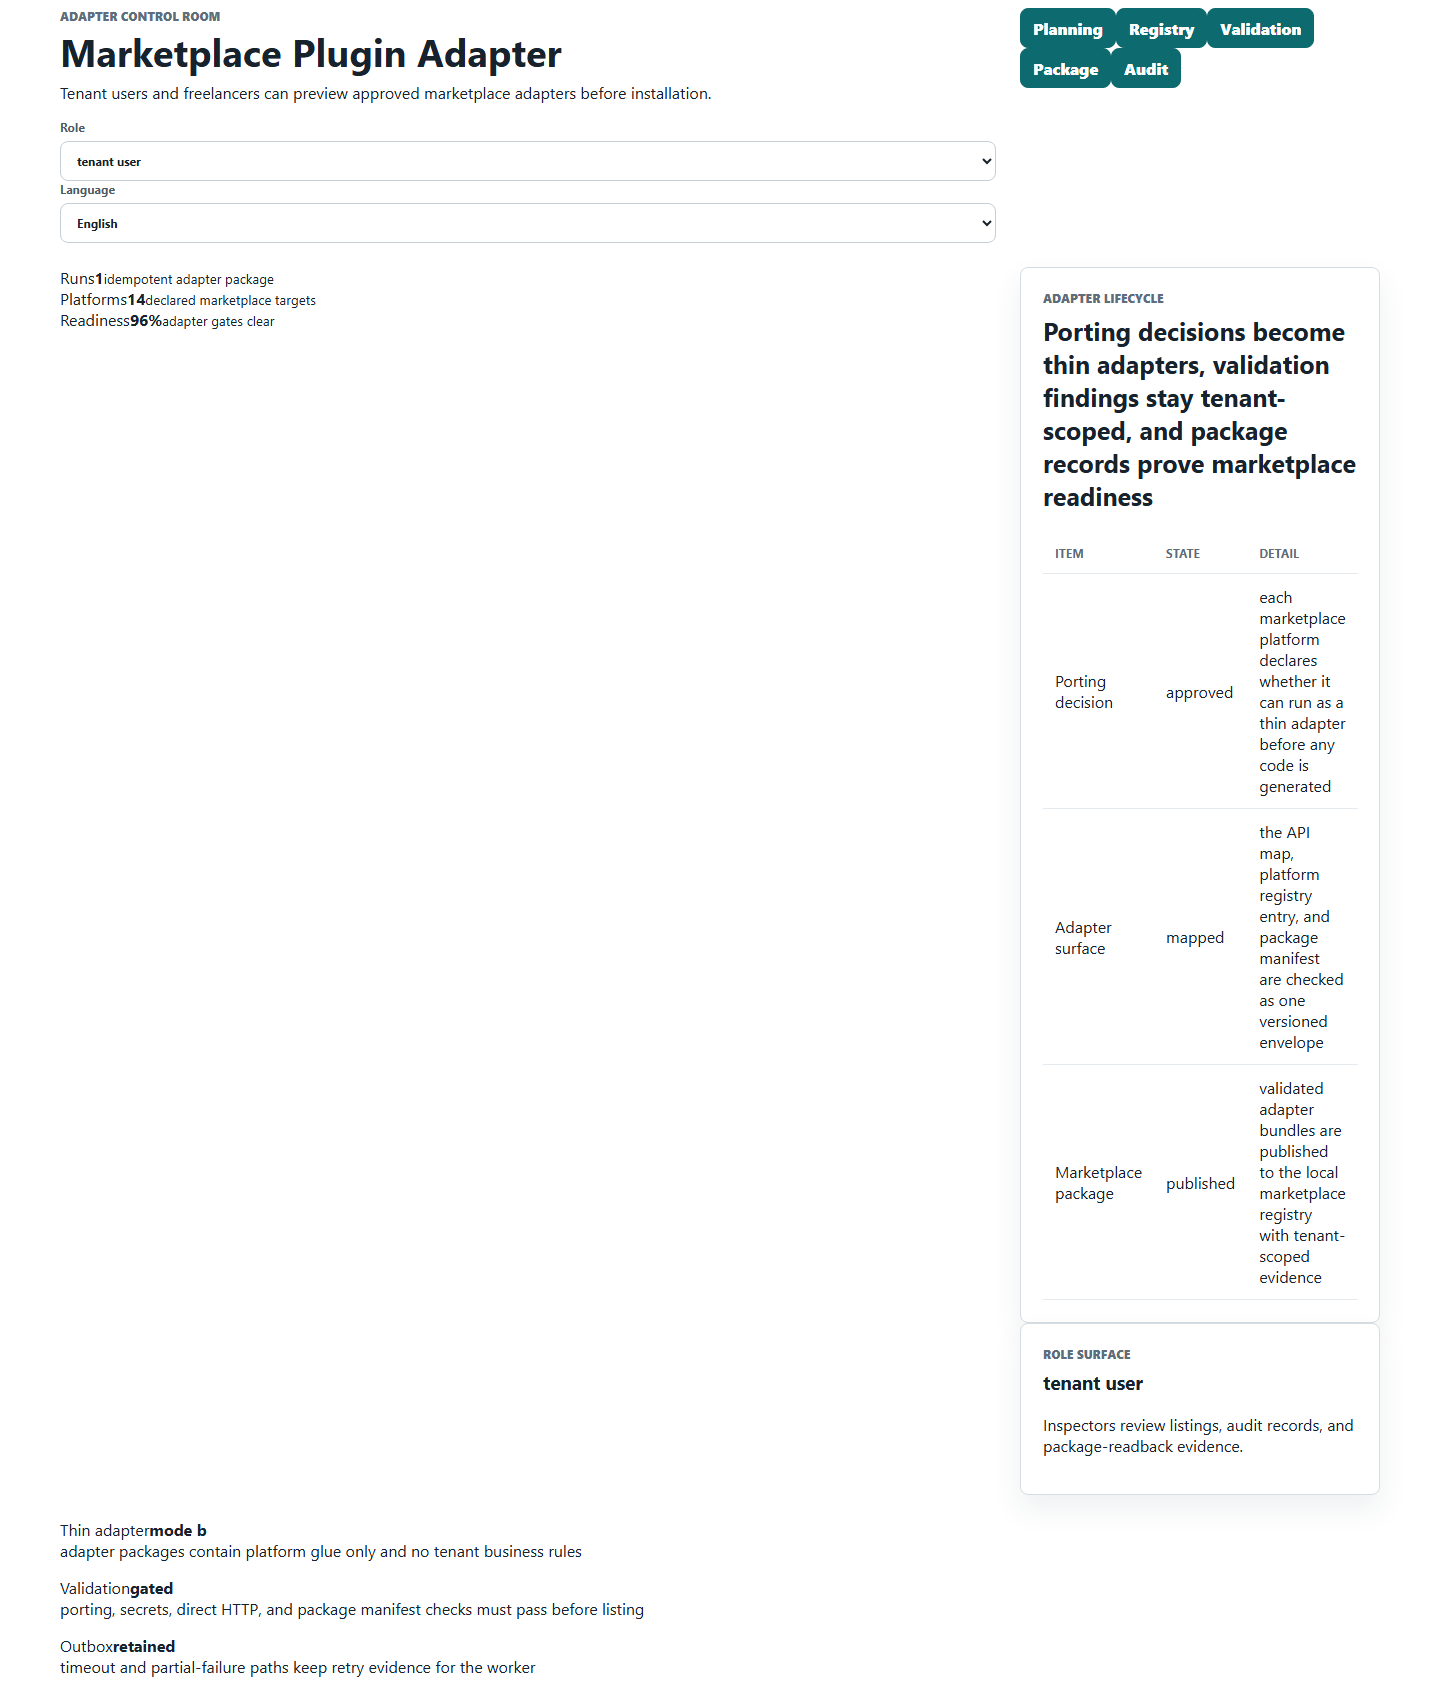 ADAPTER CONTROL ROOM
Marketplace Plugin Adapter
Tenant users and freelancers can preview approved marketplace adapters before installation.
Role
tenant user
Language
English
Planning
Registry
Validation
Package
Audit
Runs1idempotent adapter package
Platforms14declared marketplace targets
Readiness96%adapter gates clear
ADAPTER LIFECYCLE
Porting decisions become
thin adapters, validation
findings stay tenant-
scoped, and package
records prove marketplace
readiness
ITEM STATE DETAIL
Porting
decision
approved
each
marketplace
platform
declares
whether it
can run as a
thin adapter
before any
code is
generated
Adapter
surface
mapped
the API
map,
platform
registry
entry, and
package
manifest
are checked
as one
versioned
envelope
Marketplace
package
published
validated
adapter
bundles are
published
to the local
marketplace
registry
with tenant-
scoped
evidence
ROLE SURFACE
tenant user
Inspectors review listings, audit records, and
package-readback evidence.
Thin adaptermode b
adapter packages contain platform glue only and no tenant business rules
Validationgated
porting, secrets, direct HTTP, and package manifest checks must pass before listing
Outboxretained
timeout and partial-failure paths keep retry evidence for the worker